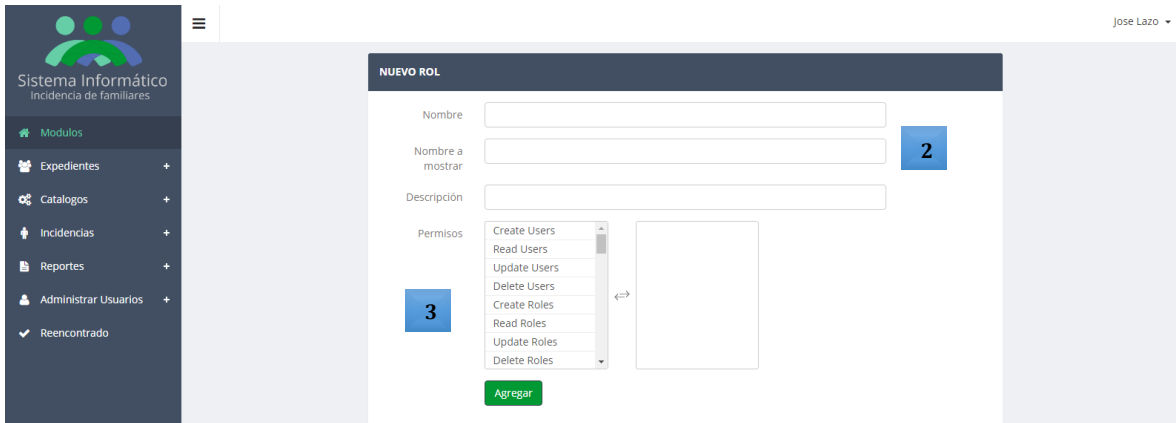 Jose Lazo
Sistema Informático
Incidencia de familiares
Modulos
Expedientes +
Catalogos +
Incidencias +
Reportes +
Administrar Usuarios +
Reencontrado
NUEVO ROL
Nombre
2
Nombre a
mostrar
Descripción
Permisos
Create Users
Read Users
Update Users
Delete Users
Create Roles
Read Roles
Update Roles
Delete Roles
3
Agregar